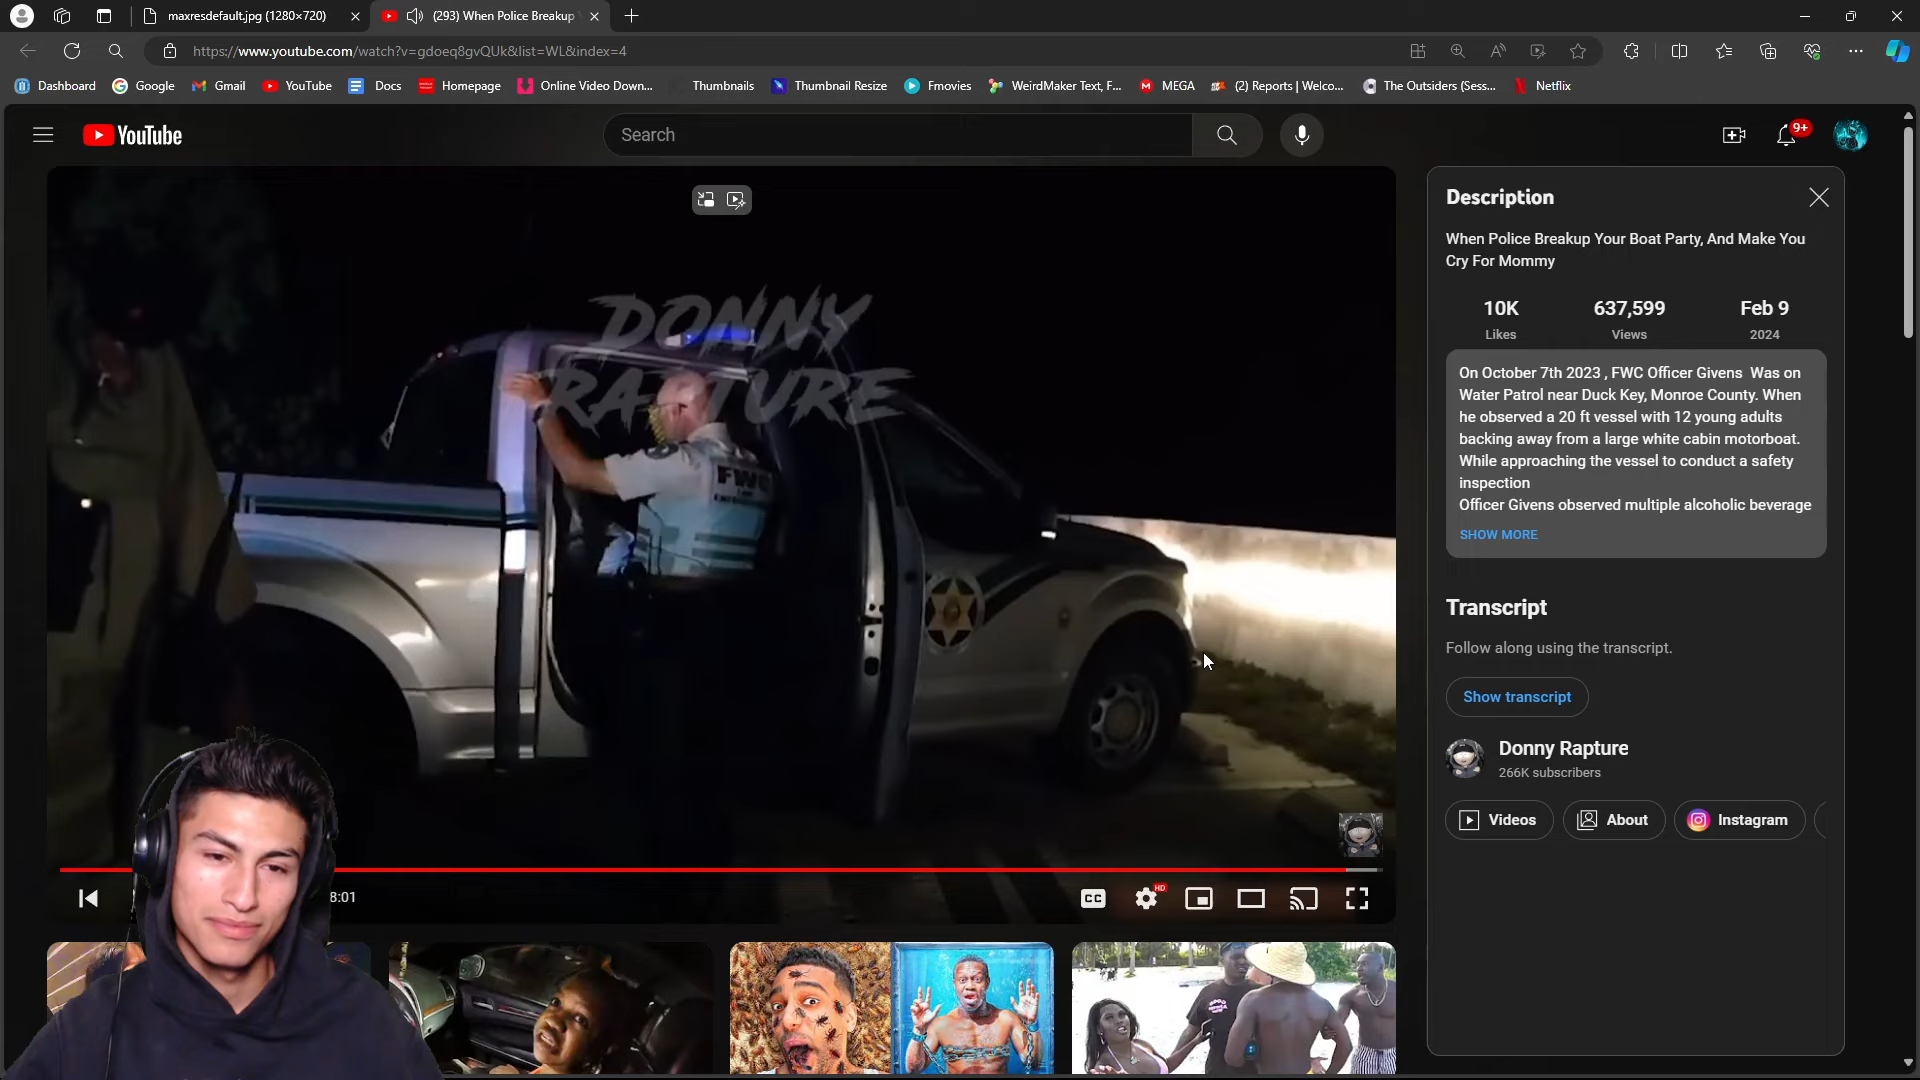 maxresdefault.jpg (1280×720)
(293) When Police Breakup
https://www.youtube.com/watch?v=gdoeq8gvQUk&list=WL&index=4
Dashboard
Google
Gmail
YouTube
Docs
Homepage
Online Video Down...
Thumbnails
Thumbnail Resize
Fmovies
WeirdMaker Text, F...
MEGA
(2) Reports | Welco...
The Outsiders (Sess...
Netflix
YouTube
Search
9+
DONNY
RAPTURE
FWC
8:01
CC
HD
Description
When Police Breakup Your Boat Party, And Make You
Cry For Mommy
10K
637,599
Feb 9
Likes
Views
2024
On October 7th 2023 , FWC Officer Givens Was on
Water Patrol near Duck Key, Monroe County. When
he observed a 20 ft vessel with 12 young adults
backing away from a large white cabin motorboat.
While approaching the vessel to conduct a safety
inspection
Officer Givens observed multiple alcoholic beverage
SHOW MORE
Transcript
Follow along using the transcript.
Show transcript
Donny Rapture
266K subscribers
Videos
About
Instagram